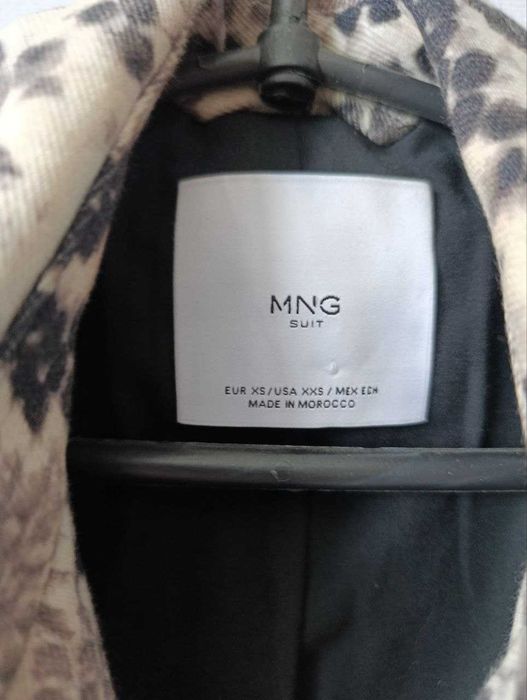 MNG
SUIT
EUR XS / USA XXS / MEX ECH
MADE IN MOROCCO